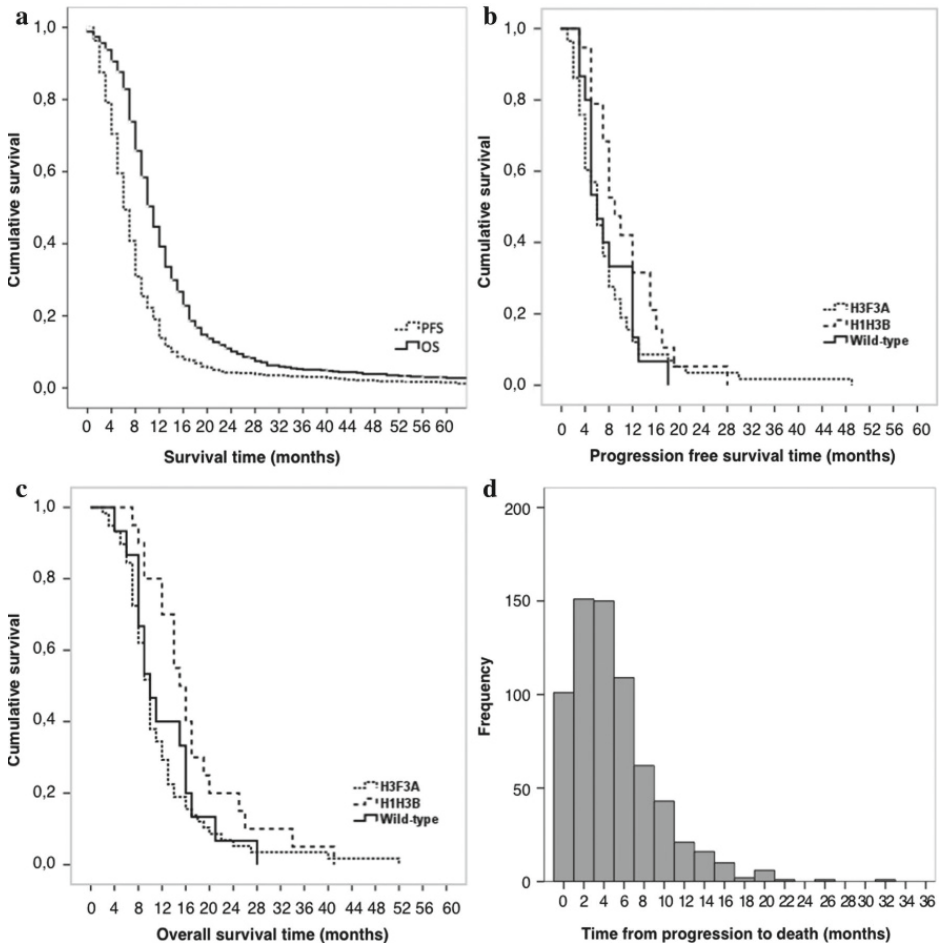 a
1,0
0,8
0,6
0,4
0,2
0,0
Cumulative survival
PFS
OS
0 4 8 12 16 20 24 28 32 36 40 44 48 52 56 60
Survival time (months)
b
1,0
0,8
0,6
0,4
0,2
0,0
Cumulative survival
H3F3A
H1H3B
Wild-type
0 4 8 12 16 20 24 28 32 36 40 44 48 52 56 60
Progression free survival time (months)
c
1,0
0,8
0,6
0,4
0,2
0,0
Cumulative survival
H3F3A
H1H3B
Wild-type
0 4 8 12 16 20 24 28 32 36 40 44 48 52 56 60
Overall survival time (months)
d
200
150
100
50
0
Frequency
0 2 4 6 8 10 12 14 16 18 20 22 24 26 28 30 32 34 36
Time from progression to death (months)